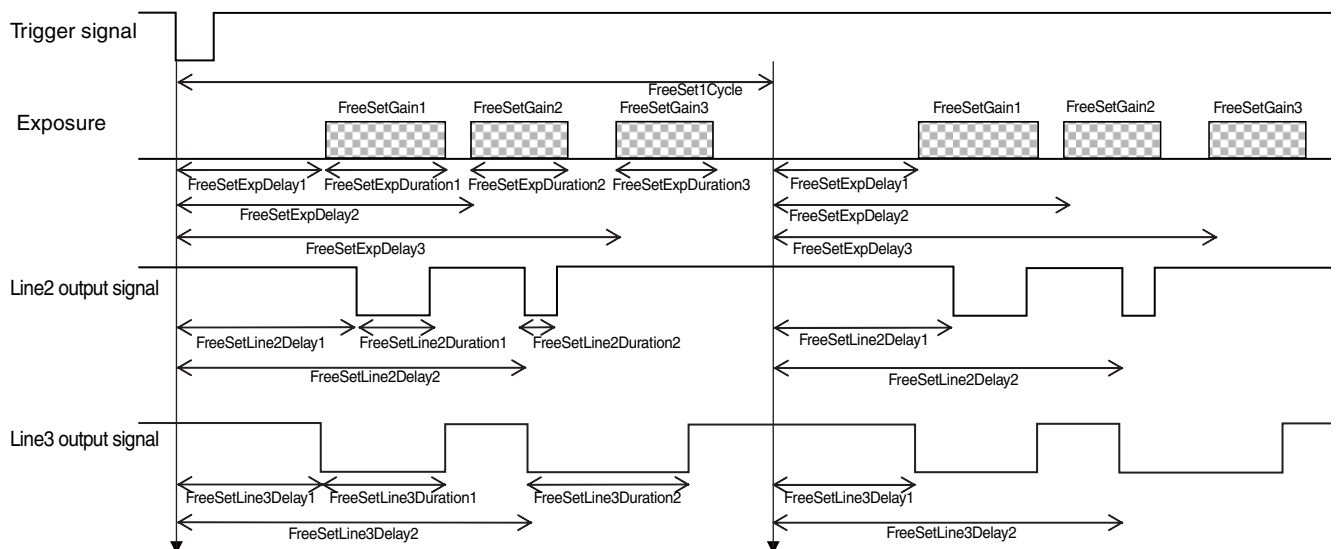 Trigger signal
FreeSet1Cycle
FreeSetGain1 FreeSetGain2 FreeSetGain3 FreeSetGain1 FreeSetGain2 FreeSetGain3
Exposure
FreeSetExpDelay1 FreeSetExpDuration1 FreeSetExpDuration2 FreeSetExpDuration3 FreeSetExpDelay1
FreeSetExpDelay2 FreeSetExpDelay2
FreeSetExpDelay3 FreeSetExpDelay3
Line2 output signal
FreeSetLine2Delay1 FreeSetLine2Duration1 FreeSetLine2Duration2 FreeSetLine2Delay1
FreeSetLine2Delay2 FreeSetLine2Delay2
Line3 output signal
FreeSetLine3Delay1 FreeSetLine3Duration1 FreeSetLine3Duration2 FreeSetLine3Delay1
FreeSetLine3Delay2 FreeSetLine3Delay2